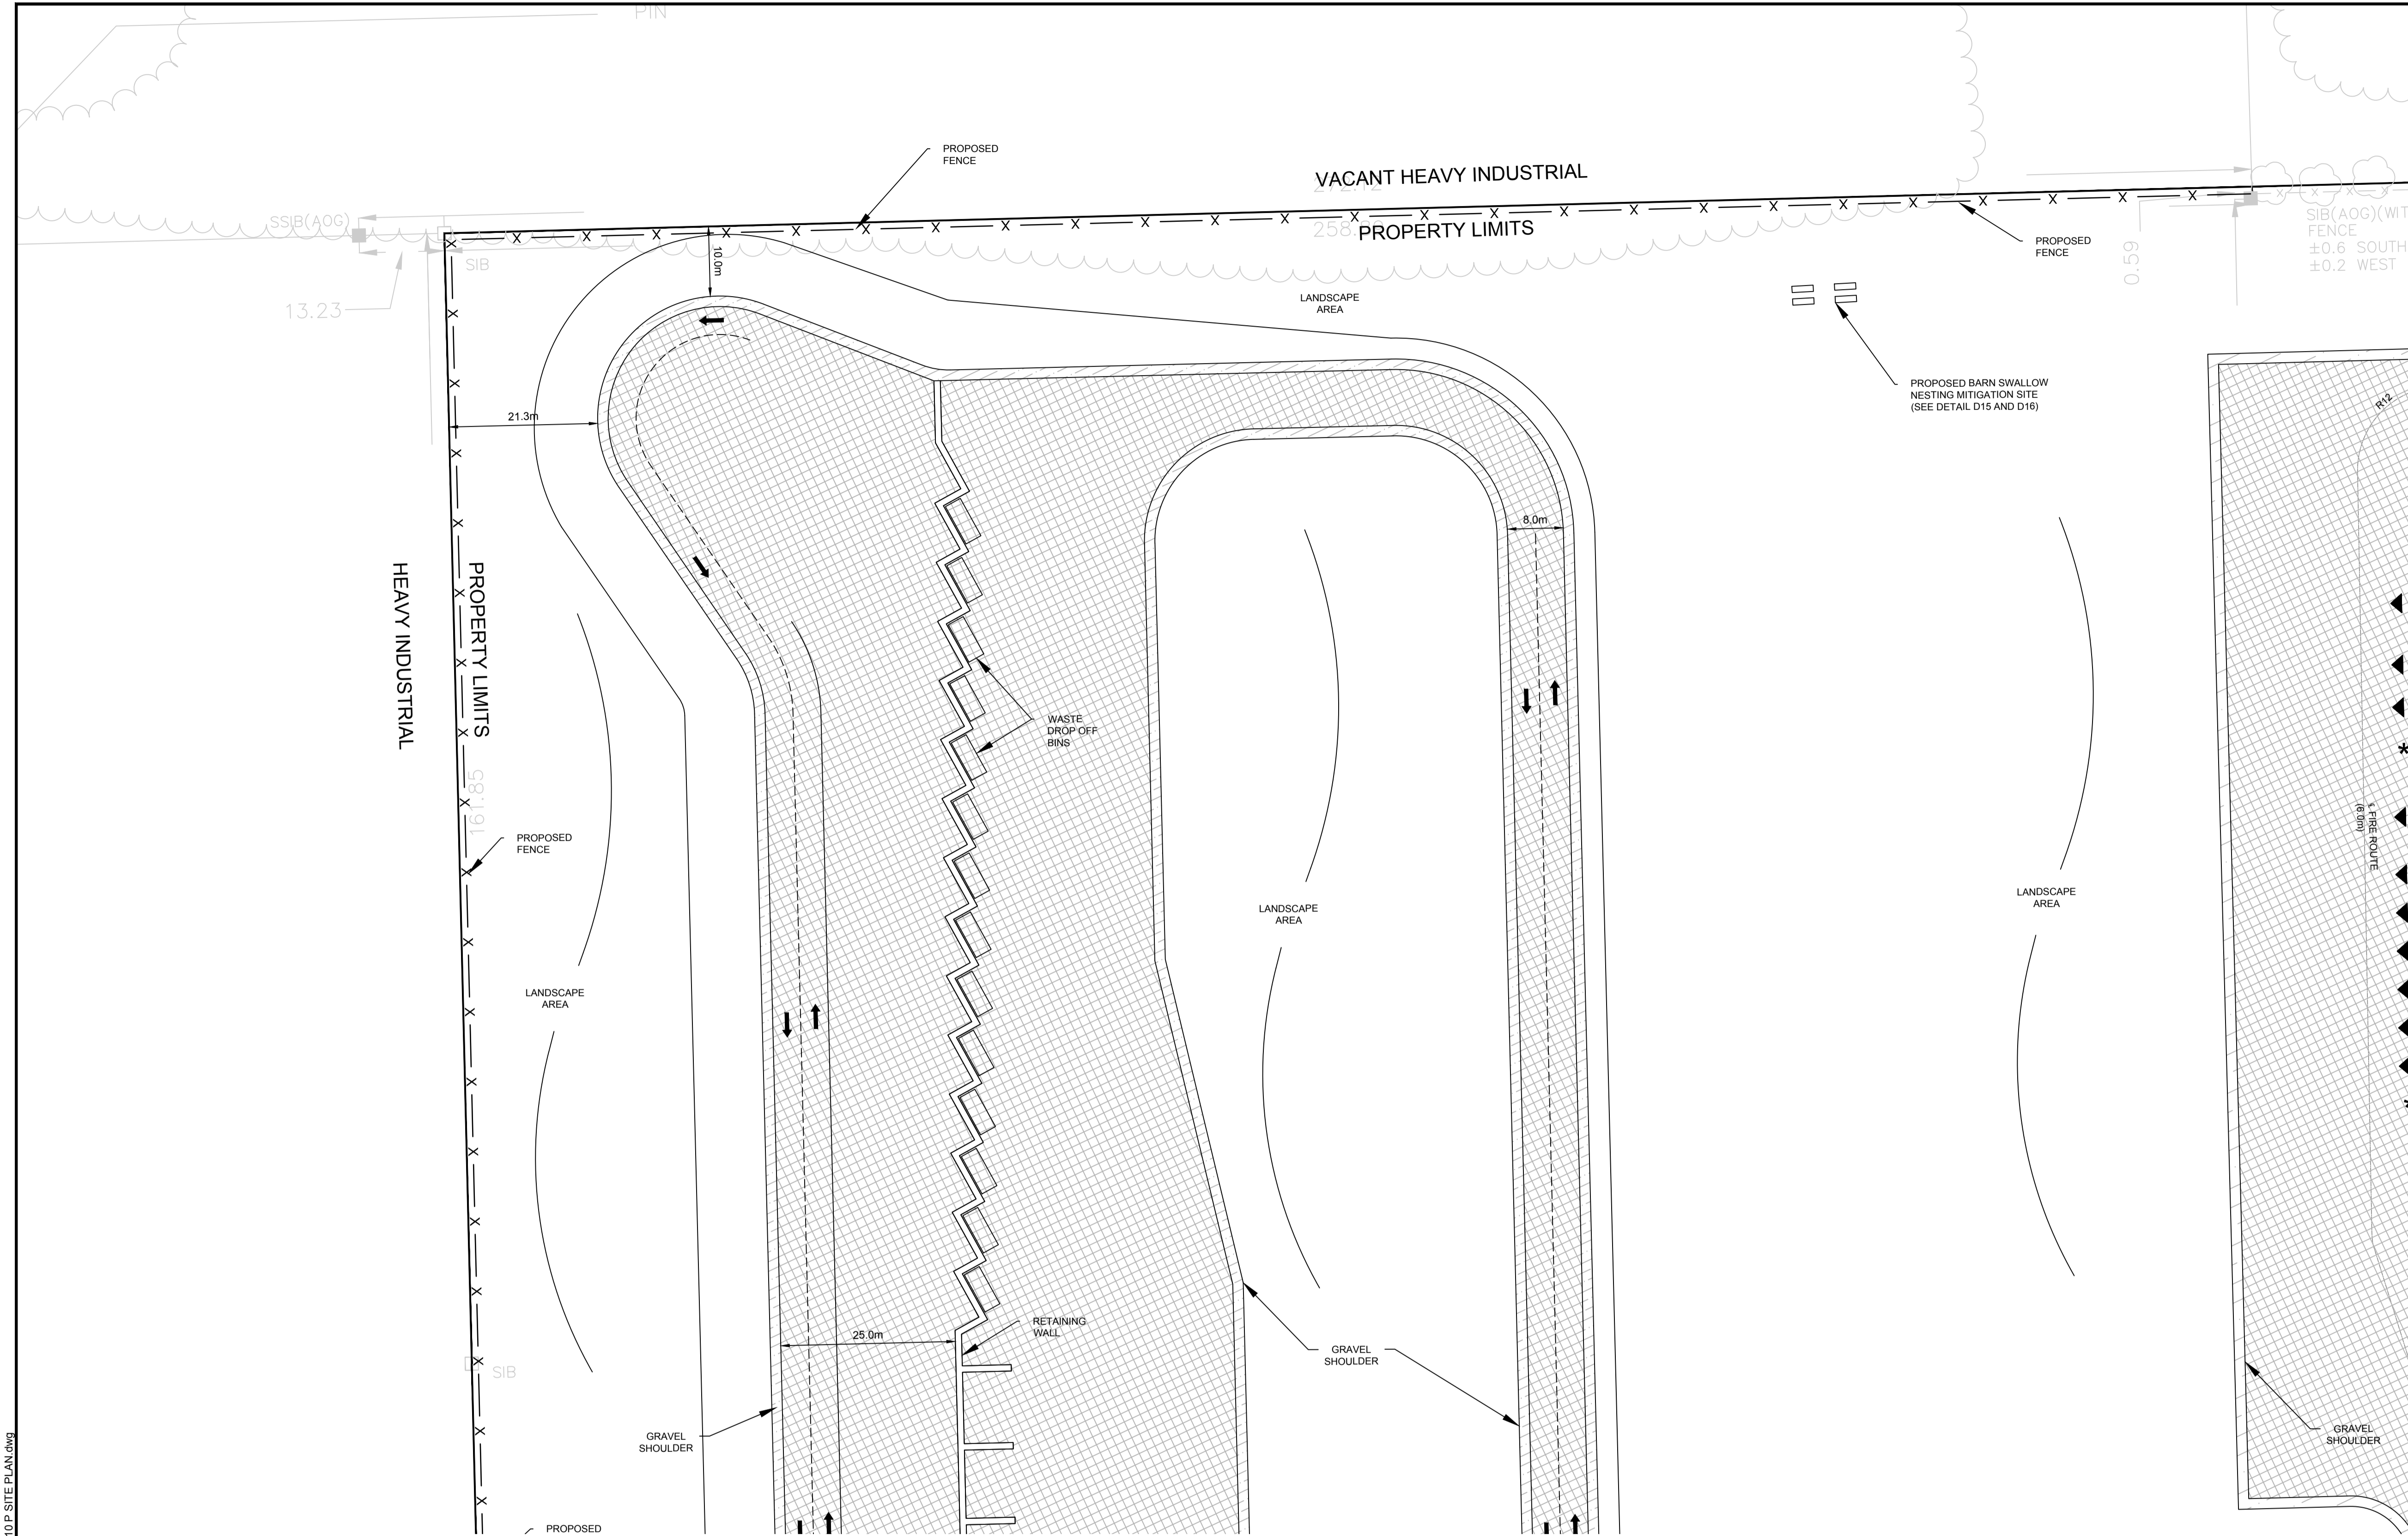 PIN
PROPOSED
FENCE
VACANT HEAVY INDUSTRIAL
PROPERTY LIMITS
SSIB(AOG)
SIB
13.23
10.0m
LANDSCAPE
AREA
PROPOSED
FENCE
0.59
SIB(AOG)(WIT
FENCE
±0.6 SOUTH
±0.2 WEST
PROPOSED BARN SWALLOW
NESTING MITIGATION SITE
(SEE DETAIL D15 AND D16)
R12
21.3m
8.0m
HEAVY INDUSTRIAL
PROPERTY LIMITS
161.85
WASTE
DROP OFF
BINS
PROPOSED
FENCE
℄ FIRE ROUTE
(6.0m)
LANDSCAPE
AREA
LANDSCAPE
AREA
LANDSCAPE
AREA
25.0m
RETAINING
WALL
GRAVEL
SHOULDER
SIB
GRAVEL
SHOULDER
GRAVEL
SHOULDER
10 P SITE PLAN.dwg
PROPOSED